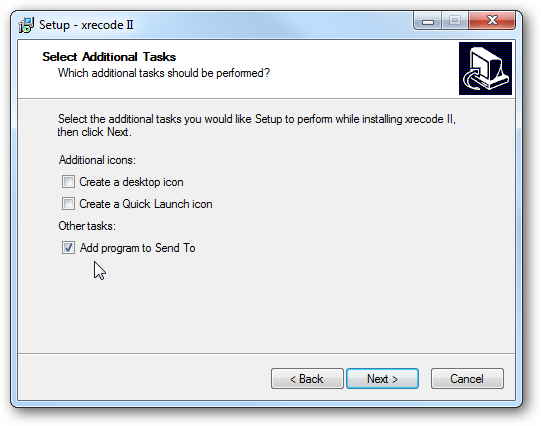 Setup - xrecode II
Select Additional Tasks
Which additional tasks should be performed?
Select the additional tasks you would like Setup to perform while installing xrecode II,
then click Next.
Additional icons:
Create a desktop icon
Create a Quick Launch icon
Other tasks:
Add program to Send To
< Back Next > Cancel